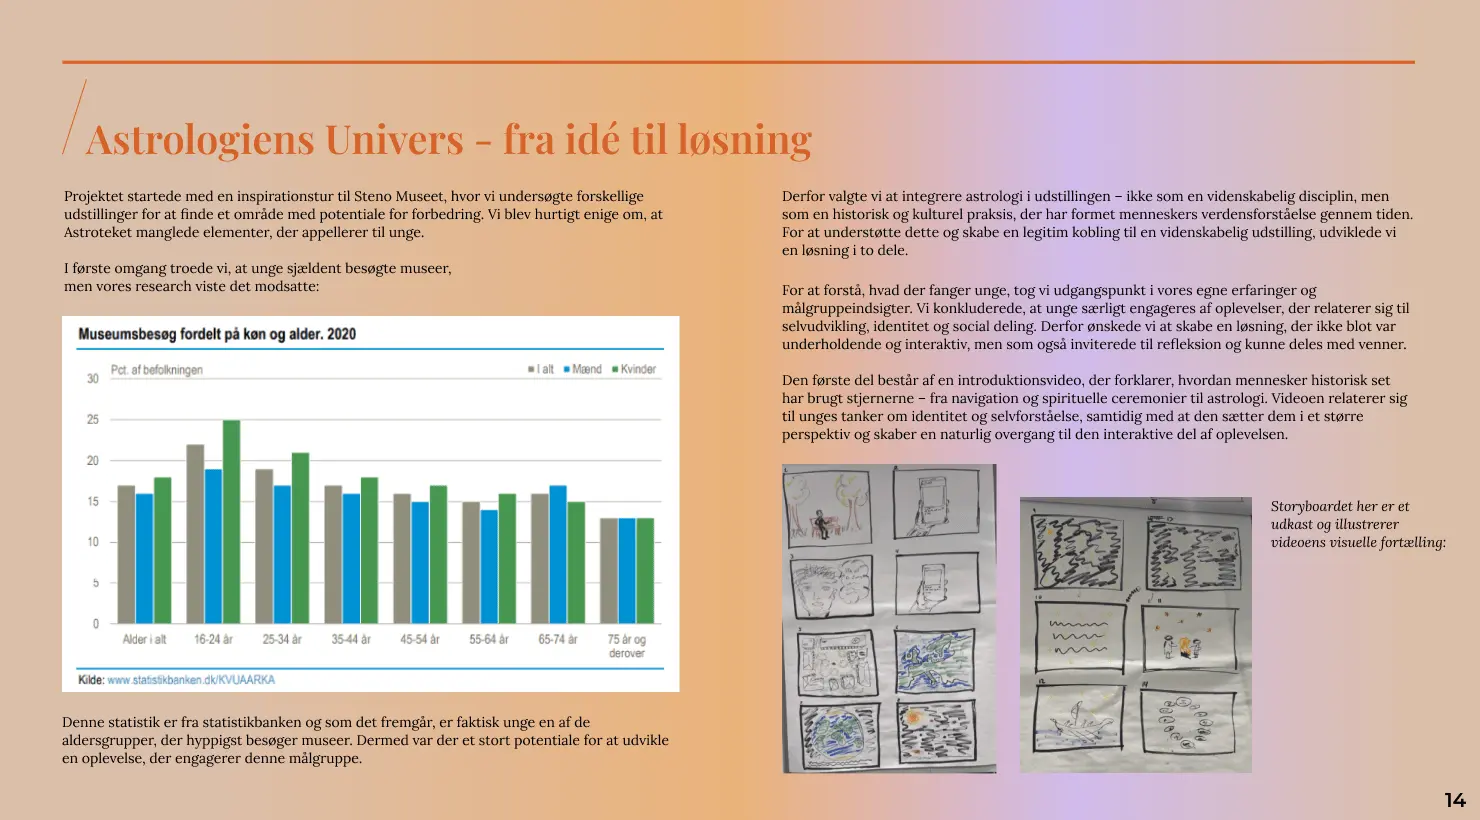 Astrologiens Univers - fra idé til løsning
Projektet startede med en inspirationstur til Steno Museet, hvor vi undersøgte forskellige
udstillinger for at finde et område med potentiale for forbedring. Vi blev hurtigt enige om, at
Astroteket manglede elementer, der appellerer til unge.
I første omgang troede vi, at unge sjældent besøgte museer,
men vores research viste det modsatte:
Museumsbesøg fordelt på køn og alder. 2020
Pct. af befolkningen
I alt Mænd Kvinder
30
25
20
15
10
5
0
Alder i alt 16-24 år 25-34 år 35-44 år 45-54 år 55-64 år 65-74 år 75 år og
derover
Kilde: www.statistikbanken.dk/KVUAARKA
Denne statistik er fra statistikbanken og som det fremgår, er faktisk unge en af de
aldersgrupper, der hyppigst besøger museer. Dermed var der et stort potentiale for at udvikle
en oplevelse, der engagerer denne målgruppe.
Derfor valgte vi at integrere astrologi i udstillingen – ikke som en videnskabelig disciplin, men
som en historisk og kulturel praksis, der har formet menneskers verdensforståelse gennem tiden.
For at understøtte dette og skabe en legitim kobling til en videnskabelig udstilling, udviklede vi
en løsning i to dele.
For at forstå, hvad der fanger unge, tog vi udgangspunkt i vores egne erfaringer og
målgruppeindsigter. Vi konkluderede, at unge særligt engageres af oplevelser, der relaterer sig til
selvudvikling, identitet og social deling. Derfor ønskede vi at skabe en løsning, der ikke blot var
underholdende og interaktiv, men som også inviterede til refleksion og kunne deles med venner.
Den første del består af en introduktionsvideo, der forklarer, hvordan mennesker historisk set
har brugt stjernerne – fra navigation og spirituelle ceremonier til astrologi. Videoen relaterer sig
til unges tanker om identitet og selvforståelse, samtidig med at den sætter dem i et større
perspektiv og skaber en naturlig overgang til den interaktive del af oplevelsen.
Storyboardet her er et
udkast og illustrerer
videoens visuelle fortælling:
14